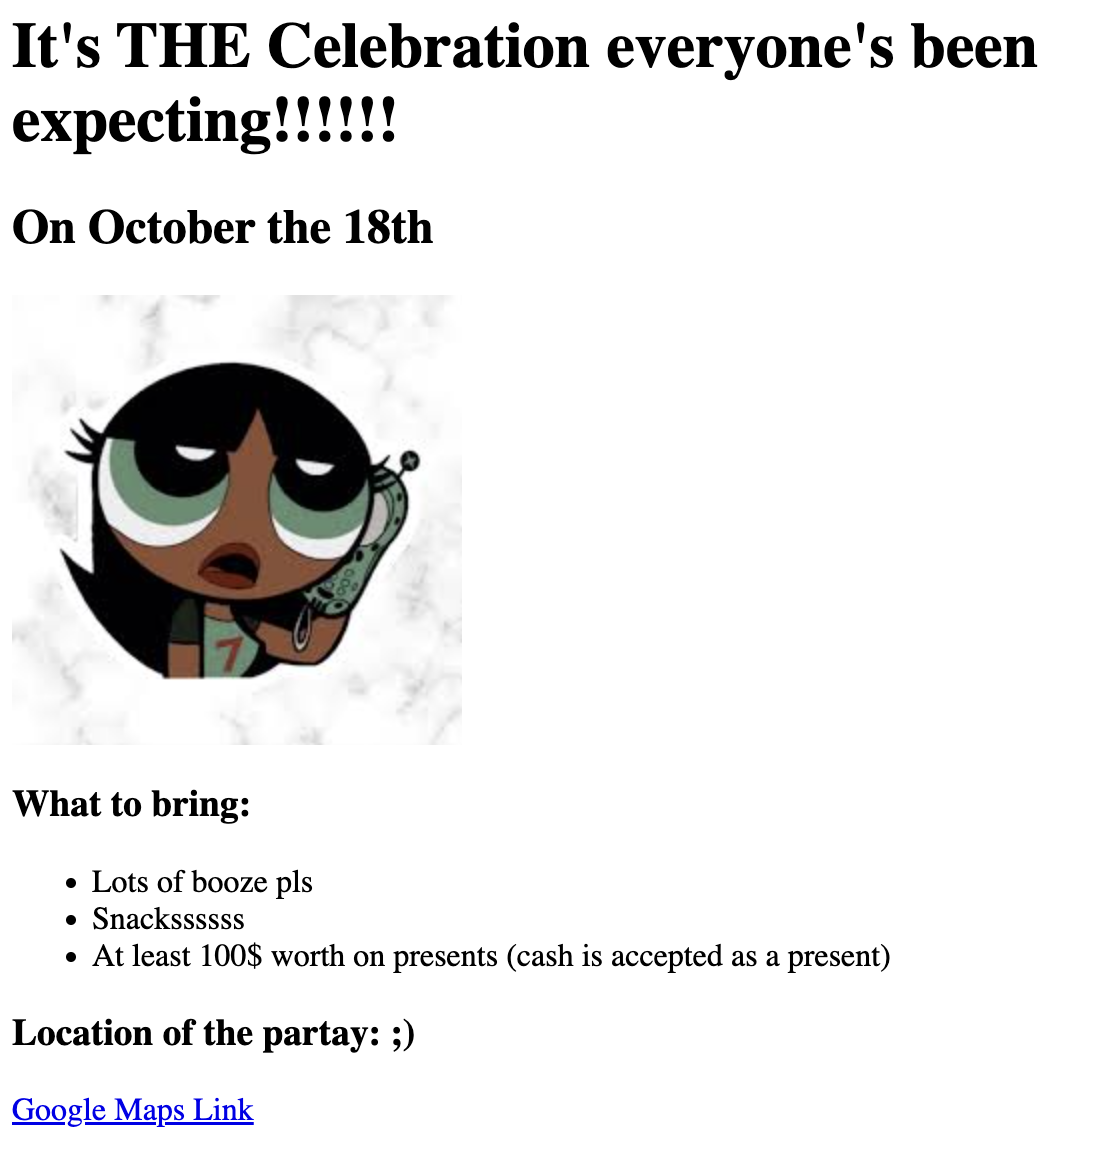 It's THE Celebration everyone's been
expecting!!!!!!
On October the 18th
7
What to bring:
Lots of booze pls
Snackssssss
At least 100$ worth on presents (cash is accepted as a present)
Location of the partay: ;)
Google Maps Link